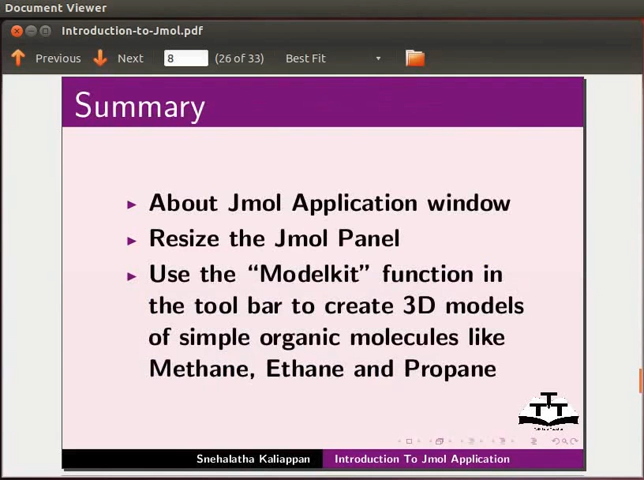 Document Viewer
Introduction-to-Jmol.pdf
Previous Next 8 (26 of 33) Best Fit
Summary
About Jmol Application window
Resize the Jmol Panel
Use the “Modelkit” function in
the tool bar to create 3D models
of simple organic molecules like
Methane, Ethane and Propane
Snehalatha Kaliappan Introduction To Jmol Application